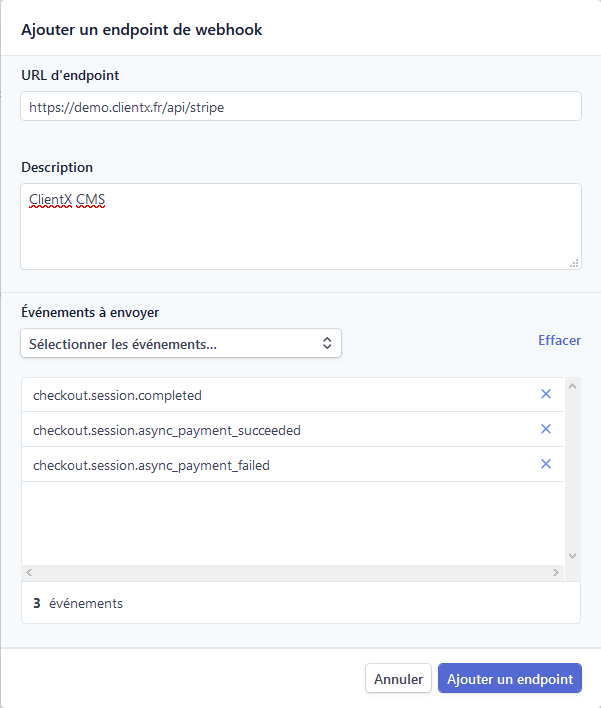 Ajouter un endpoint de webhook
URL d'endpoint
https://demo.clientx.fr/api/stripe
Description
ClientX CMS
Événements à envoyer
Sélectionner les événements...
Effacer
checkout.session.completed
checkout.session.async_payment_succeeded
checkout.session.async_payment_failed
3 événements
Annuler
Ajouter un endpoint